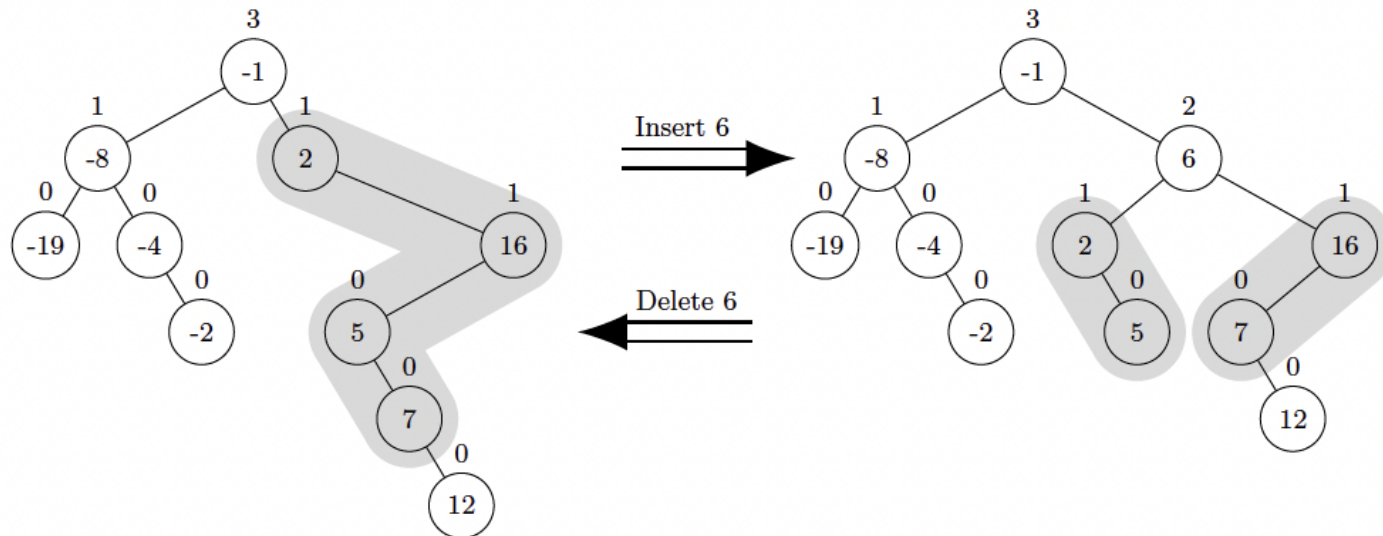 3 3
-1 -1
1 1 1 2
-8 2 -8 6
Insert 6
0 0 1 0 0 1 1
-19 -4 16 -19 -4 2 16
0 0 0 0 0
-2 5 -2 5 7
Delete 6
0 0
7 12
0
12